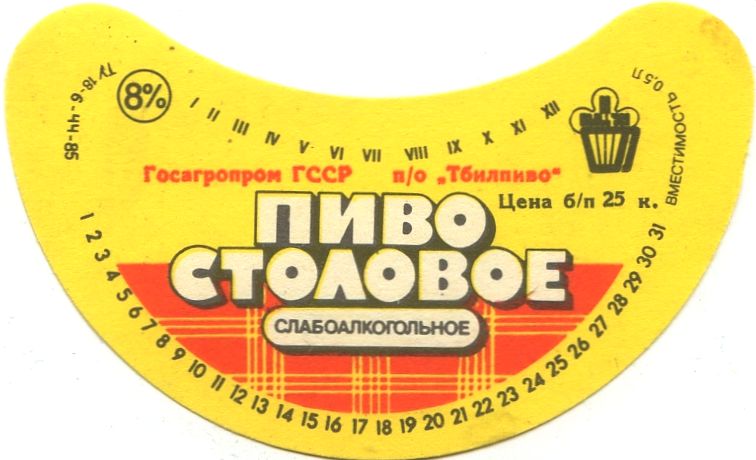 ТУ 18-6-44-85
8%
I II III IV V VI VII VIII IX X XI XII
ВМЕСТИМОСТЬ 0,5 Л
Госагропром ГССР п/о „Тбилпиво“
Цена б/п 25 к.
ПИВО
СТОЛОВОЕ
СЛАБОАЛКОГОЛЬНОЕ
1 2 3 4 5 6 7 8 9 10 11 12 13 14 15 16 17 18 19 20 21 22 23 24 25 26 27 28 29 30 31